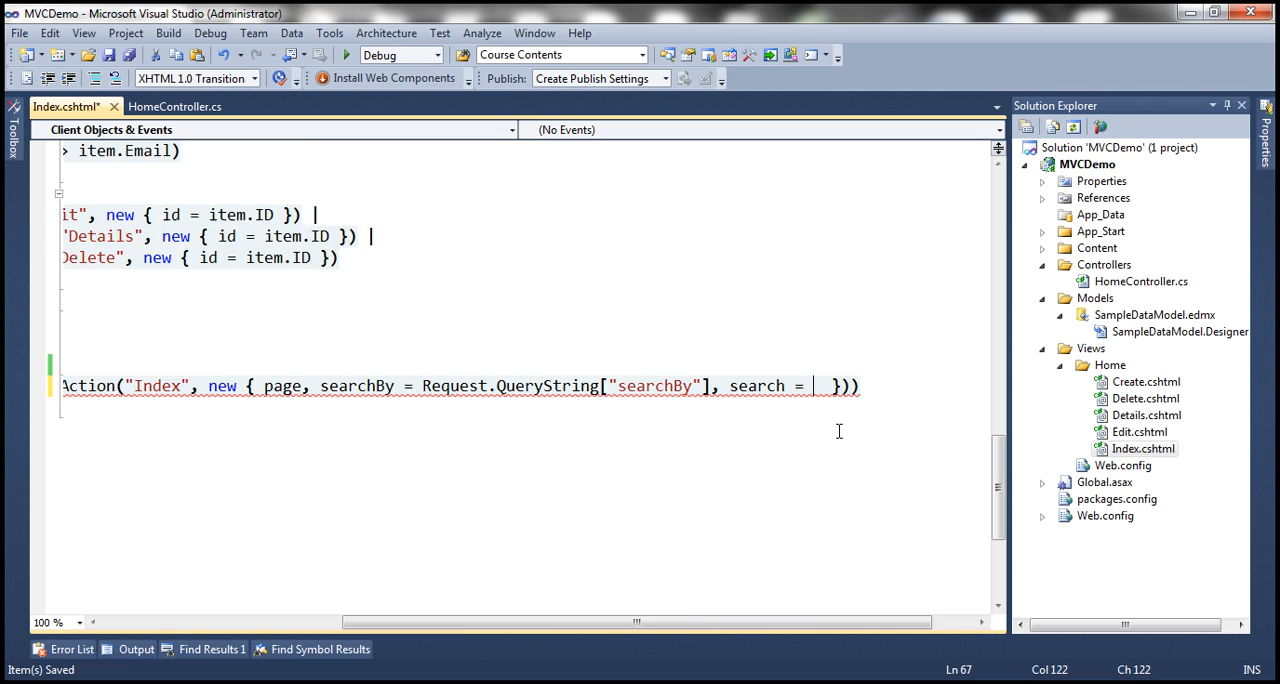 MVCDemo - Microsoft Visual Studio (Administrator)
File Edit View Project Build Debug Team Data Tools Architecture Test Analyze Window Help
Debug Course Contents
XHTML 1.0 Transition Install Web Components Publish: Create Publish Settings
Index.cshtml* HomeController.cs
Client Objects & Events (No Events)
> item.Email)
it", new { id = item.ID }) |
"Details", new { id = item.ID }) |
Delete", new { id = item.ID })
Action("Index", new { page, searchBy = Request.QueryString["searchBy"], search = }))
100 %
Toolbox
Solution Explorer
Solution 'MVCDemo' (1 project)
MVCDemo
Properties
References
App_Data
App_Start
Content
Controllers
HomeController.cs
Models
SampleDataModel.edmx
SampleDataModel.Designer
Views
Home
Create.cshtml
Delete.cshtml
Details.cshtml
Edit.cshtml
Index.cshtml
Web.config
Global.asax
packages.config
Web.config
Properties
Error List Output Find Results 1 Find Symbol Results
Item(s) Saved Ln 67 Col 122 Ch 122 INS